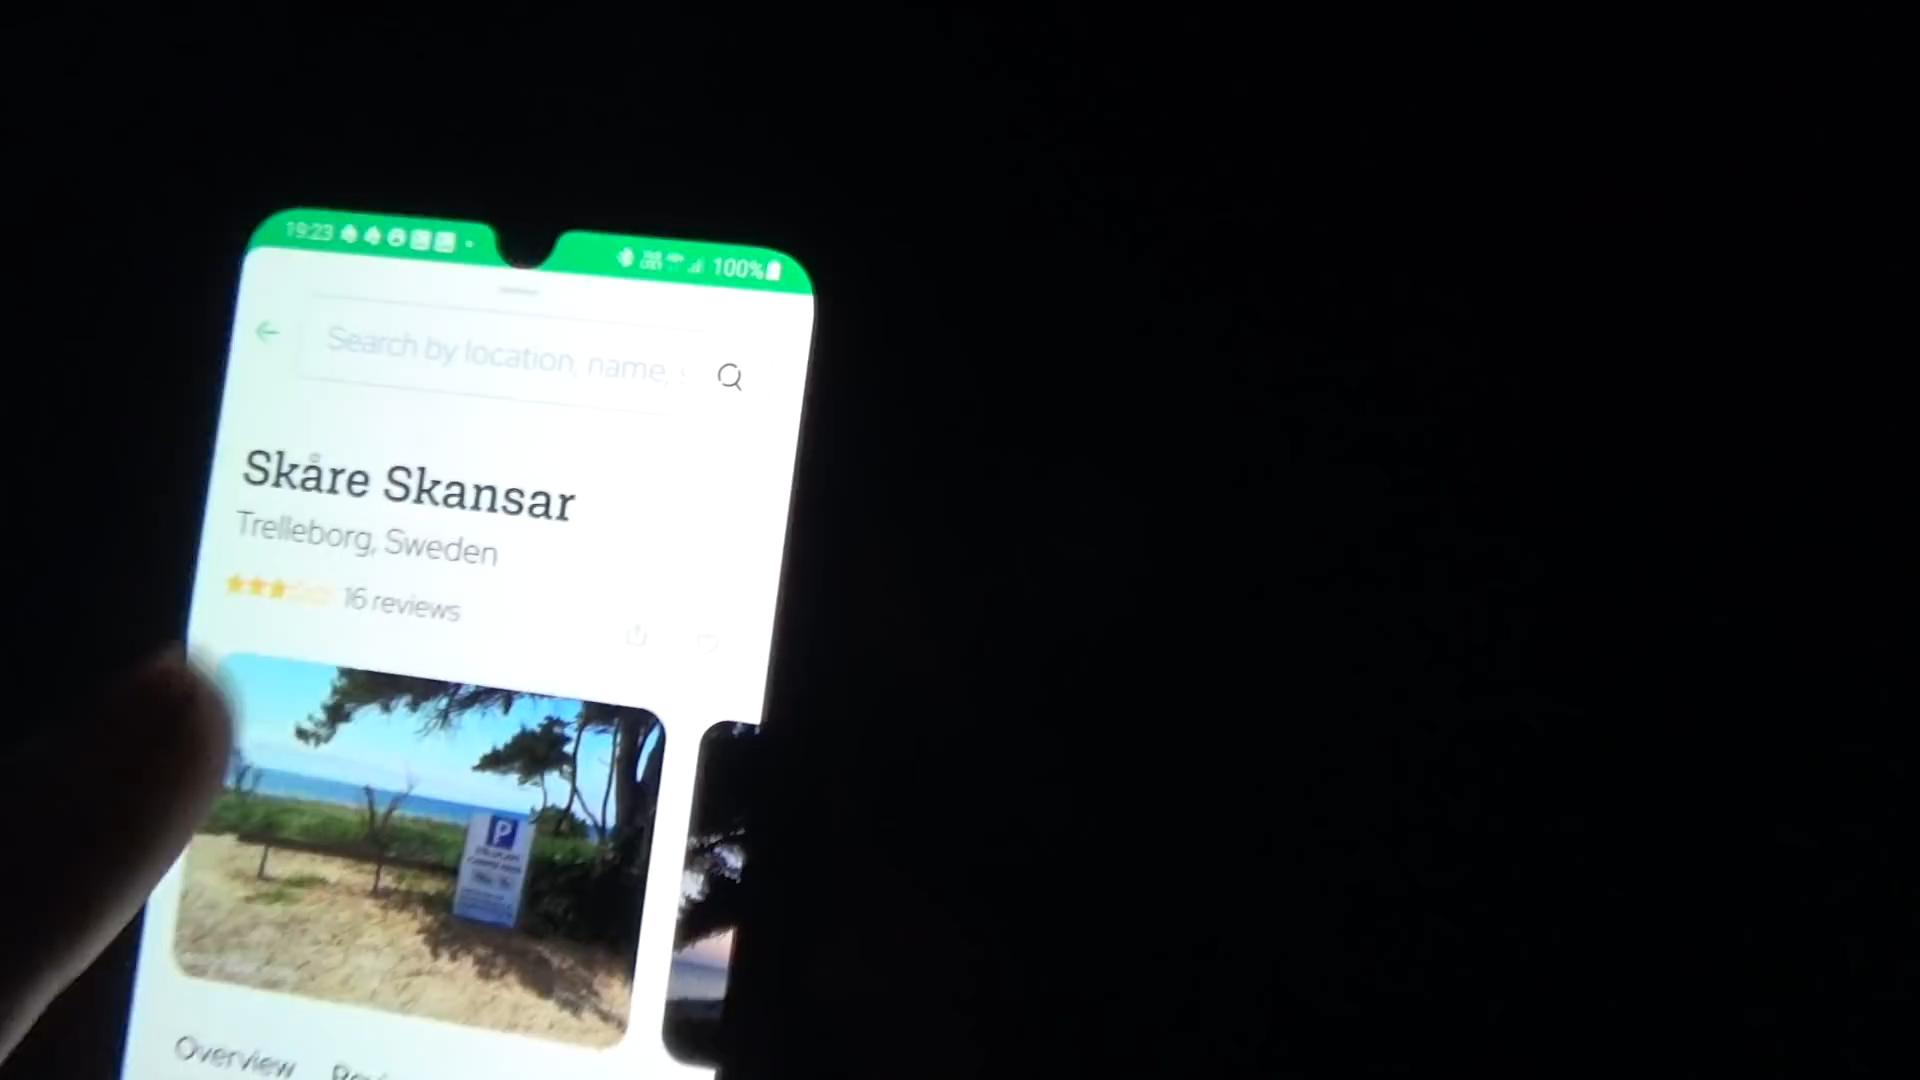 19:23 100%
Search by location, name,
Skåre Skansar
Trelleborg, Sweden
16 reviews
P
Overview